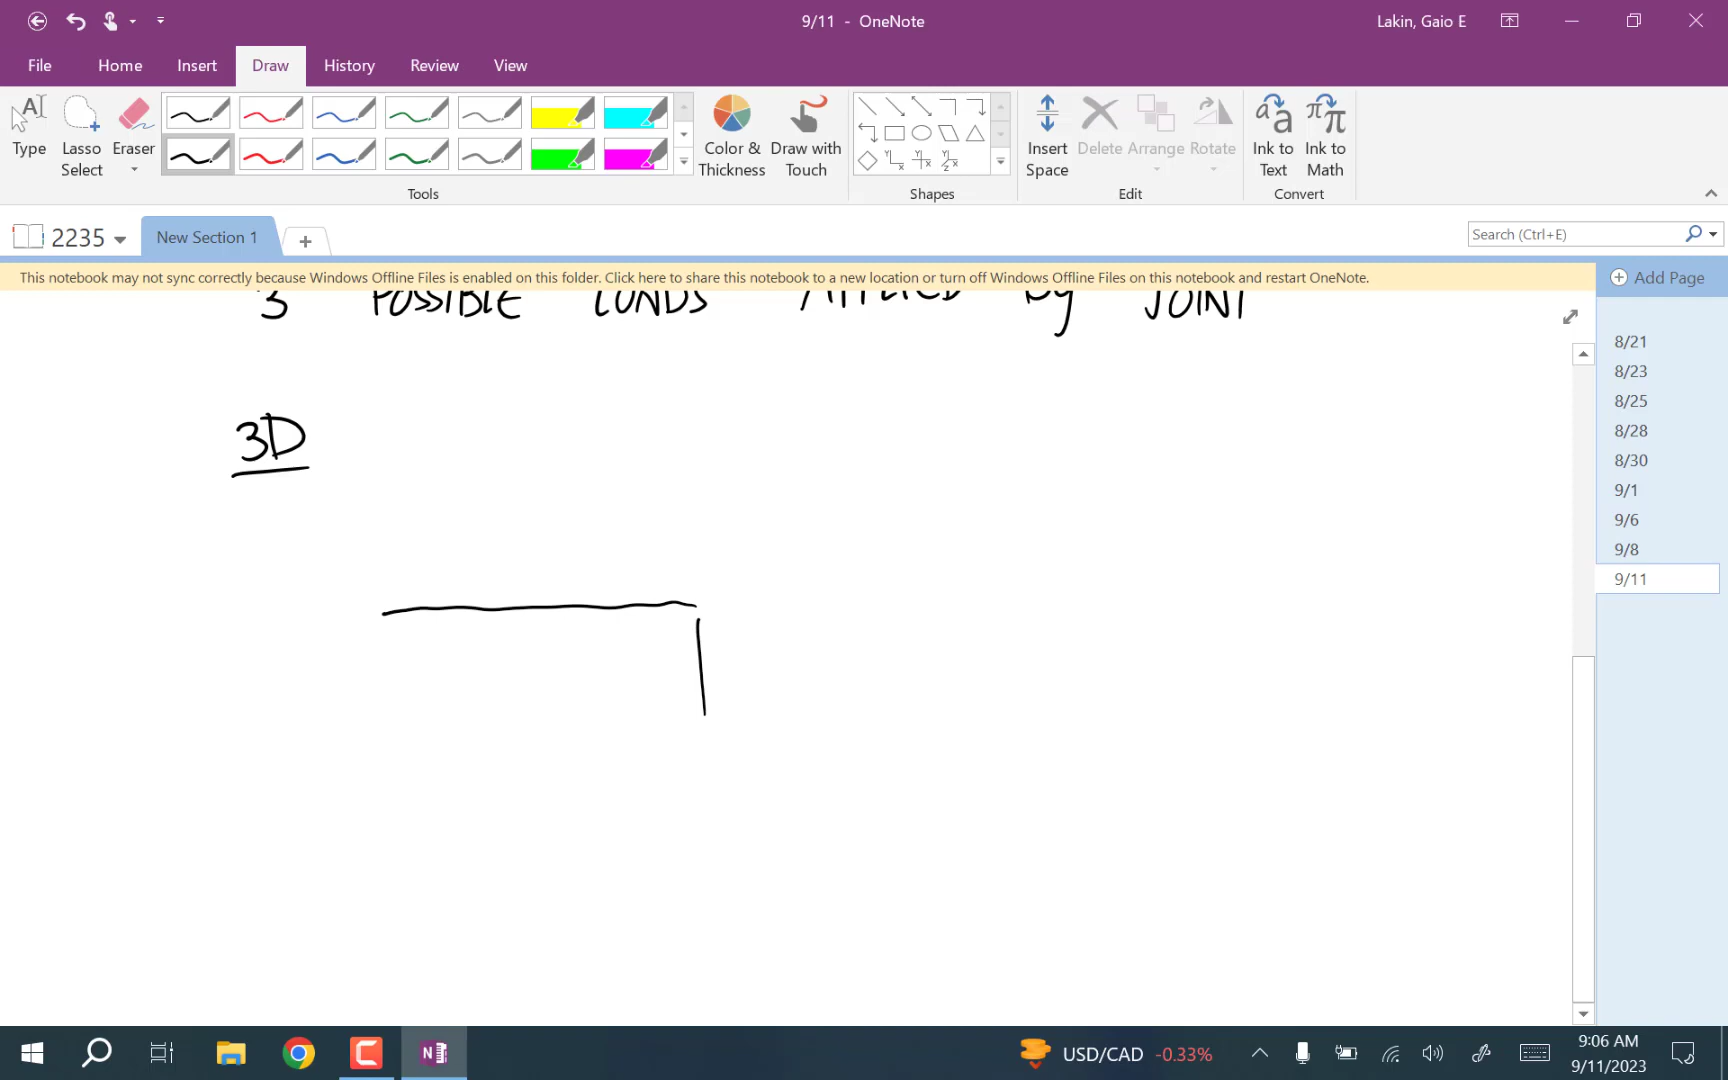 9/11 - OneNote
Lakin, Gaio E
File Home Insert Draw History Review View
Type
Lasso Select
Eraser
Color & Thickness
Draw with Touch
Insert Space
Delete
Arrange
Rotate
Ink to Text
Ink to Math
Tools
Shapes
Edit
Convert
2235
New Section 1
Search (Ctrl+E)
This notebook may not sync correctly because Windows Offline Files is enabled on this folder. Click here to share this notebook to a new location or turn off Windows Offline Files on this notebook and restart OneNote.
Add Page
3 POSSIBLE LOADS APPLIED by JOINT
3D
8/21
8/23
8/25
8/28
8/30
9/1
9/6
9/8
9/11
USD/CAD -0.33%
9:06 AM
9/11/2023